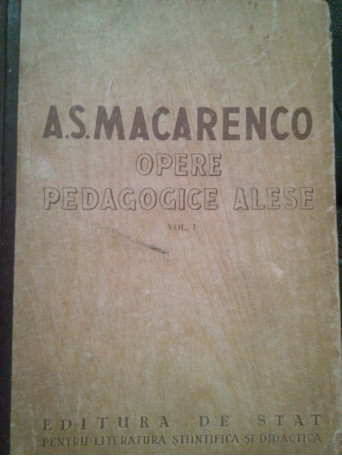 A.S.MACARENCO
OPERE
PEDAGOGICE ALESE
VOL. I
EDITURA DE STAT
PENTRU LITERATURA STIINTIFICA SI DIDACTICA